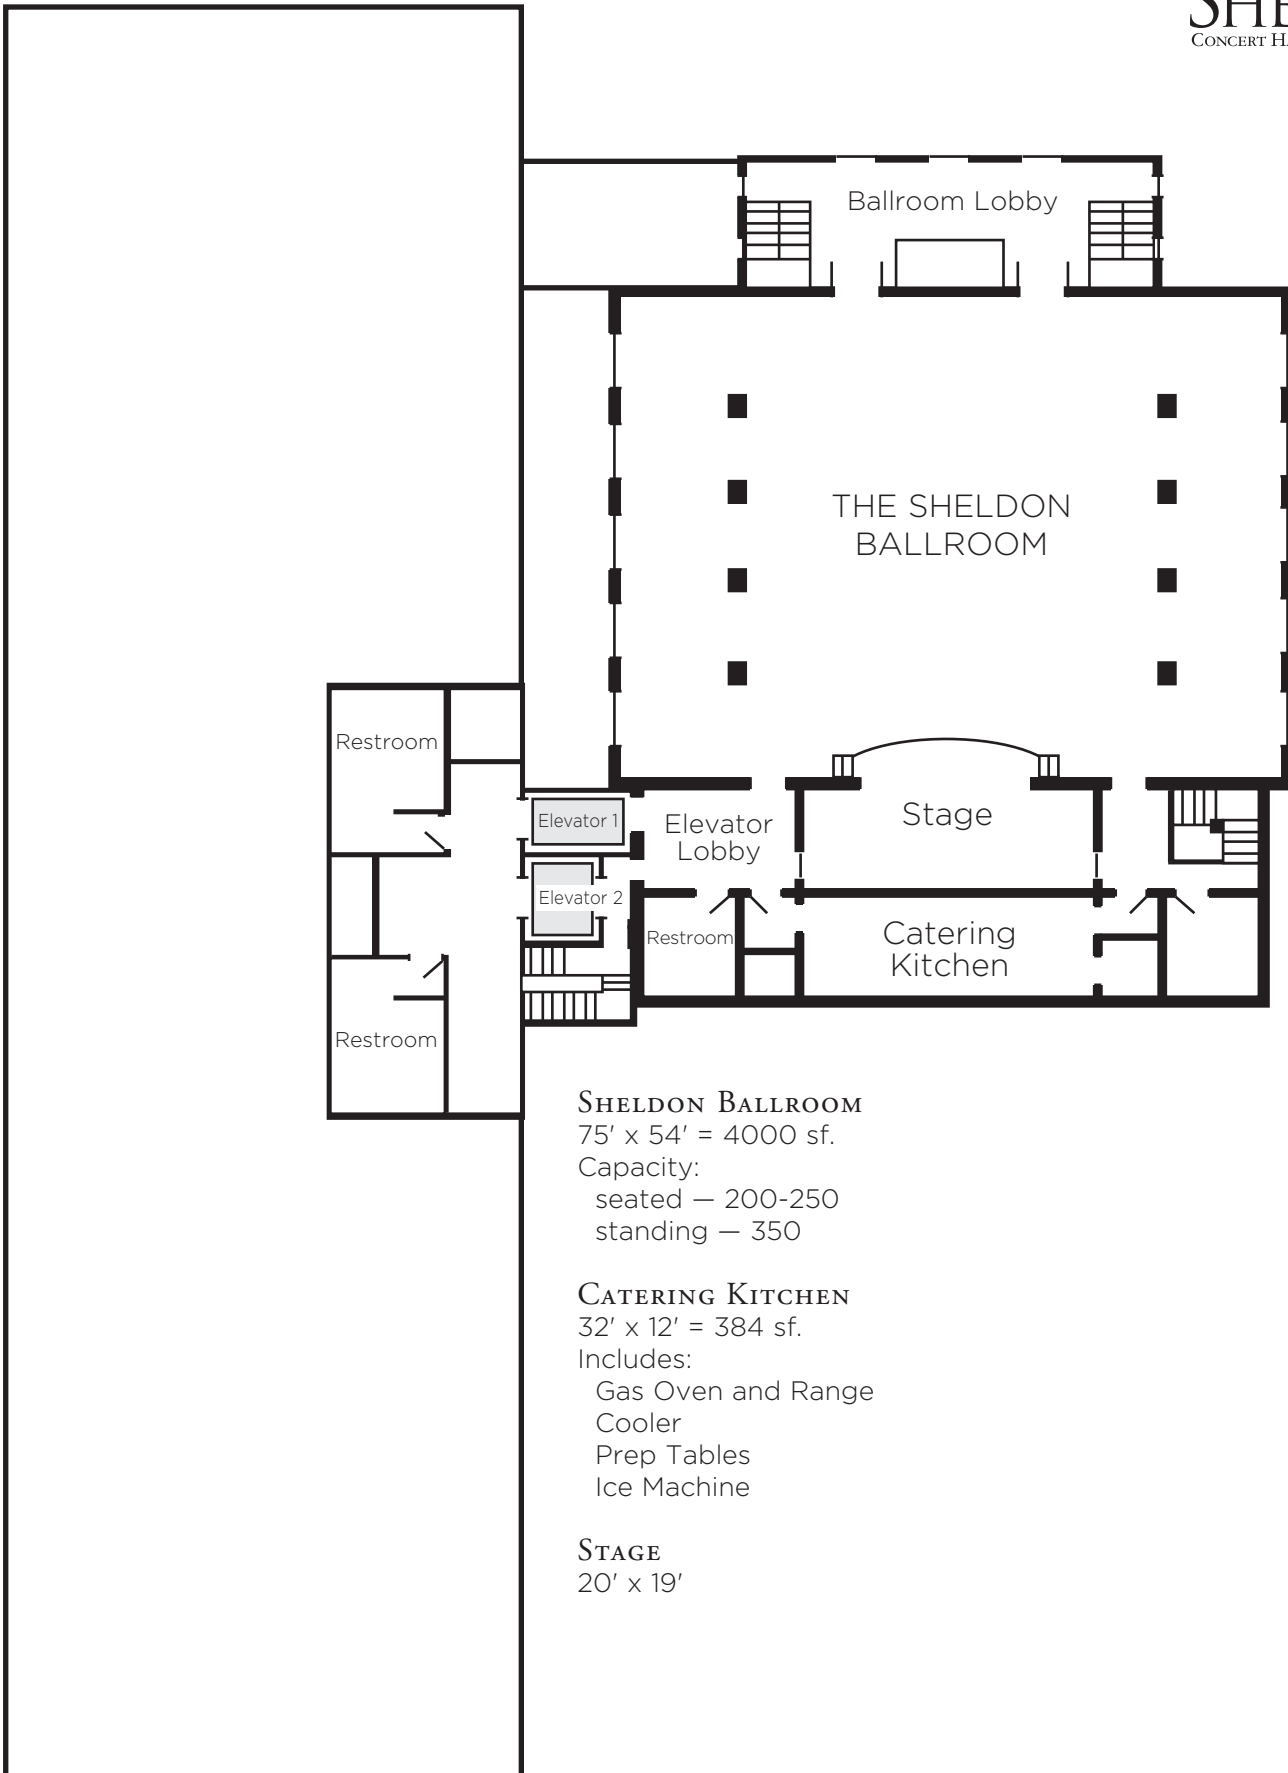 CONCERT
Ballroom Lobby
THE SHELDON
BALLROOM
Restroom
Elevator 1
Elevator
Lobby
Stage
Elevator 2
Restroom
Catering
Kitchen
Restroom
SHELDON BALLROOM
75' x 54' = 4000 sf.
Capacity:
seated — 200-250
standing — 350
CATERING KITCHEN
32' x 12' = 384 sf.
Includes:
Gas Oven and Range
Cooler
Prep Tables
Ice Machine
STAGE
20' x 19'